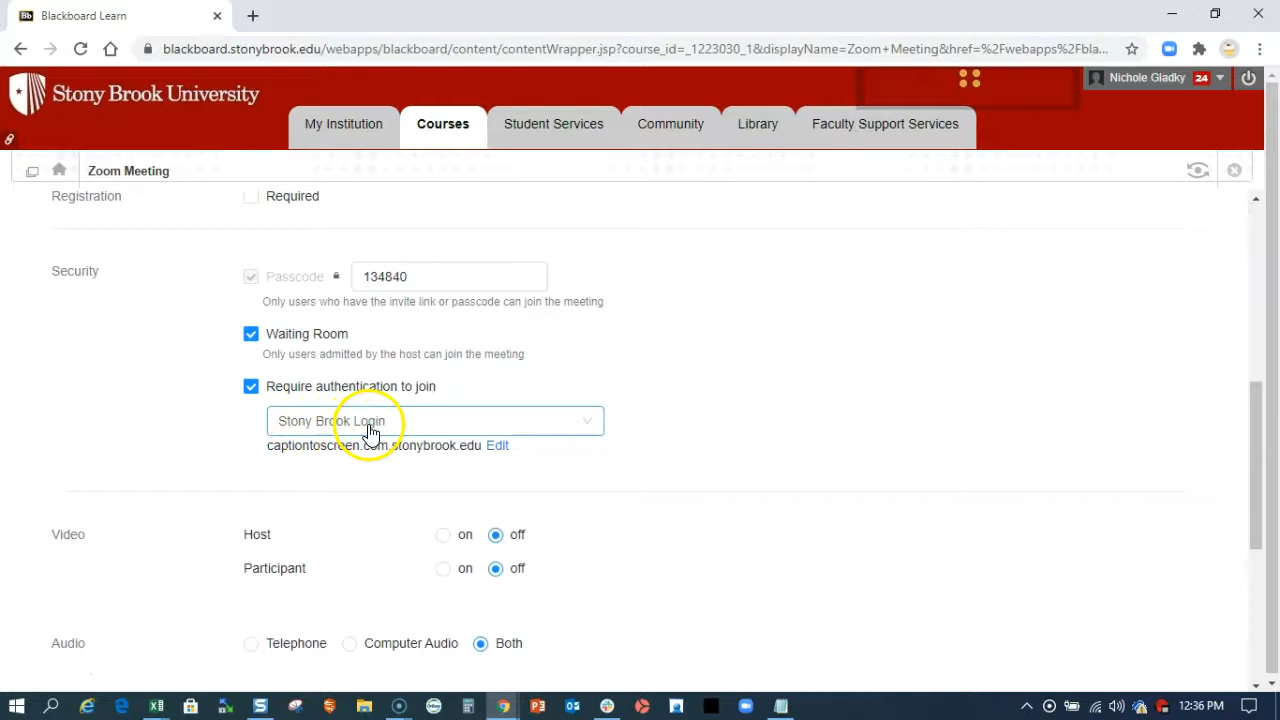 Blackboard Learn
blackboard.stonybrook.edu/webapps/blackboard/content/contentWrapper.jsp?course_id=_1223030_1&displayName=Zoom+Meeting&href=%2Fwebapps%2Fbla...
Stony Brook University
Nichole Gladky 24
My Institution Courses Student Services Community Library Faculty Support Services
Zoom Meeting
Registration Required
Security Passcode 134840
Only users who have the invite link or passcode can join the meeting
Waiting Room
Only users admitted by the host can join the meeting
Require authentication to join
Stony Brook Login
captiontoscreen.com.stonybrook.edu Edit
Video Host on off
Participant on off
Audio Telephone Computer Audio Both
12:36 PM